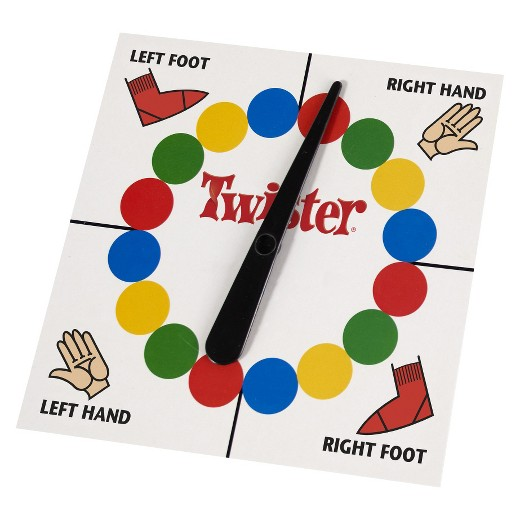 LEFT FOOT
RIGHT HAND
Twister®
LEFT HAND
RIGHT FOOT